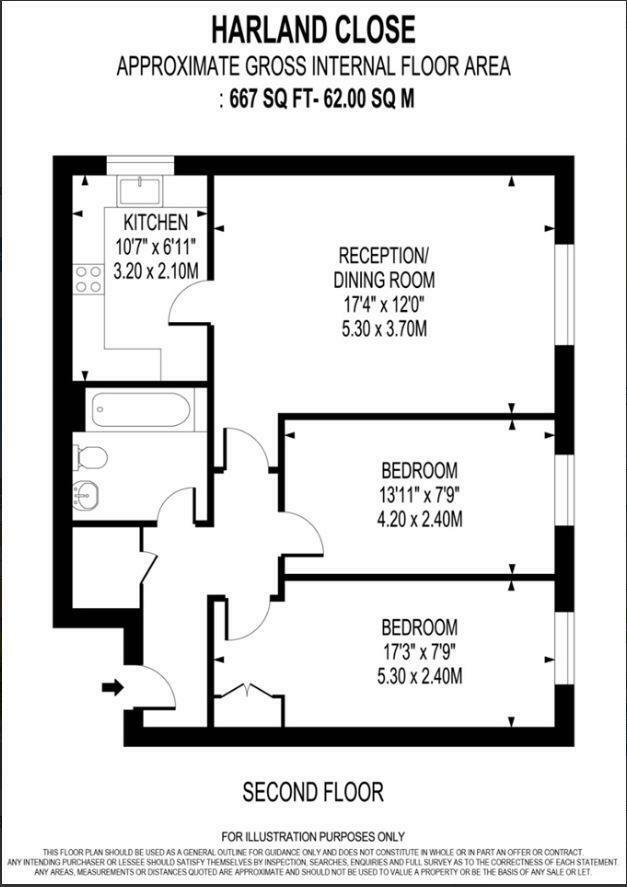 HARLAND CLOSE
APPROXIMATE GROSS INTERNAL FLOOR AREA
: 667 SQ FT- 62.00 SQ M
KITCHEN
10'7" x 6'11"
3.20 x 2.10M
RECEPTION/
DINING ROOM
17'4" x 12'0"
5.30 x 3.70M
BEDROOM
13'11" x 7'9"
4.20 x 2.40M
BEDROOM
17'3" x 7'9"
5.30 x 2.40M
SECOND FLOOR
FOR ILLUSTRATION PURPOSES ONLY
THIS FLOOR PLAN SHOULD BE USED AS A GENERAL OUTLINE FOR GUIDANCE ONLY AND DOES NOT CONSTITUTE IN WHOLE OR IN PART AN OFFER OR CONTRACT.
ANY INTENDING PURCHASER OR LESSEE SHOULD SATISFY THEMSELVES BY INSPECTION, SEARCHES, ENQUIRIES AND FULL SURVEY AS TO THE CORRECTNESS OF EACH STATEMENT.
ANY AREAS, MEASUREMENTS OR DISTANCES QUOTED ARE APPROXIMATE AND SHOULD NOT BE USED TO VALUE A PROPERTY OR BE THE BASIS OF ANY SALE OR LET.